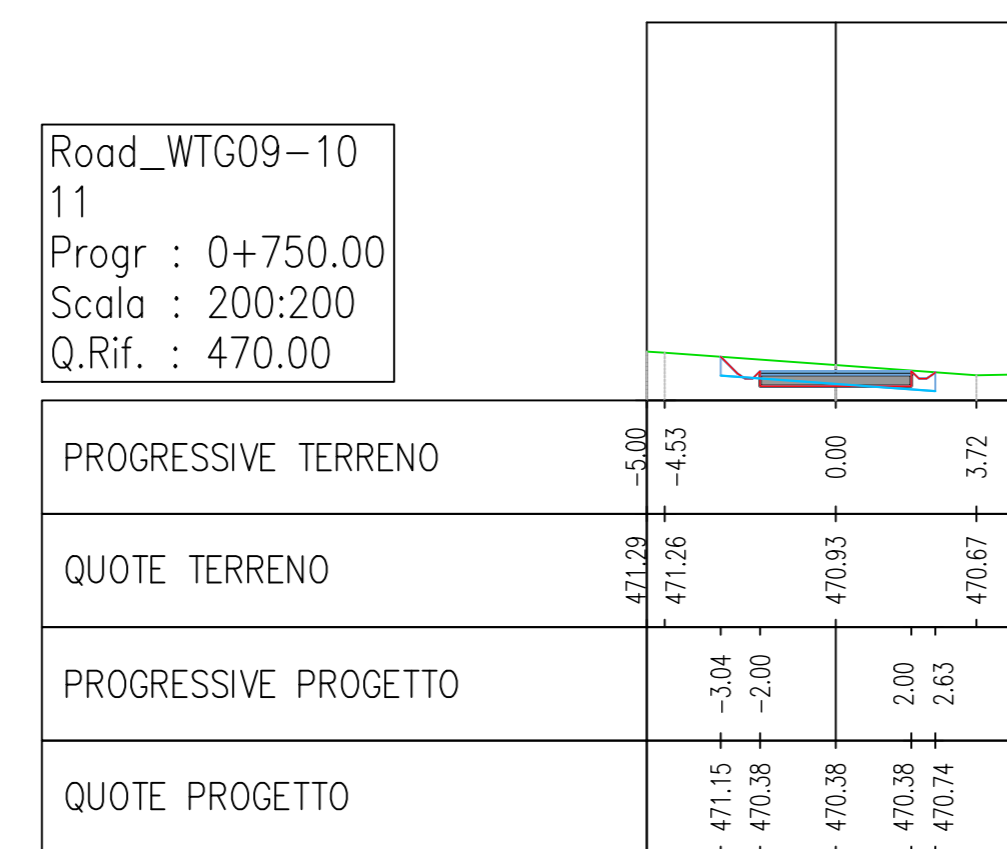 Road_WTG09-10
11
Progr : 0+750.00
Scala : 200:200
Q.Rif. : 470.00
PROGRESSIVE TERRENO -5.00 -4.53 0.00 3.72
QUOTE TERRENO 471.29 471.26 470.93 470.67
PROGRESSIVE PROGETTO -3.04 -2.00 2.00 2.63
QUOTE PROGETTO 471.15 470.38 470.38 470.38 470.74